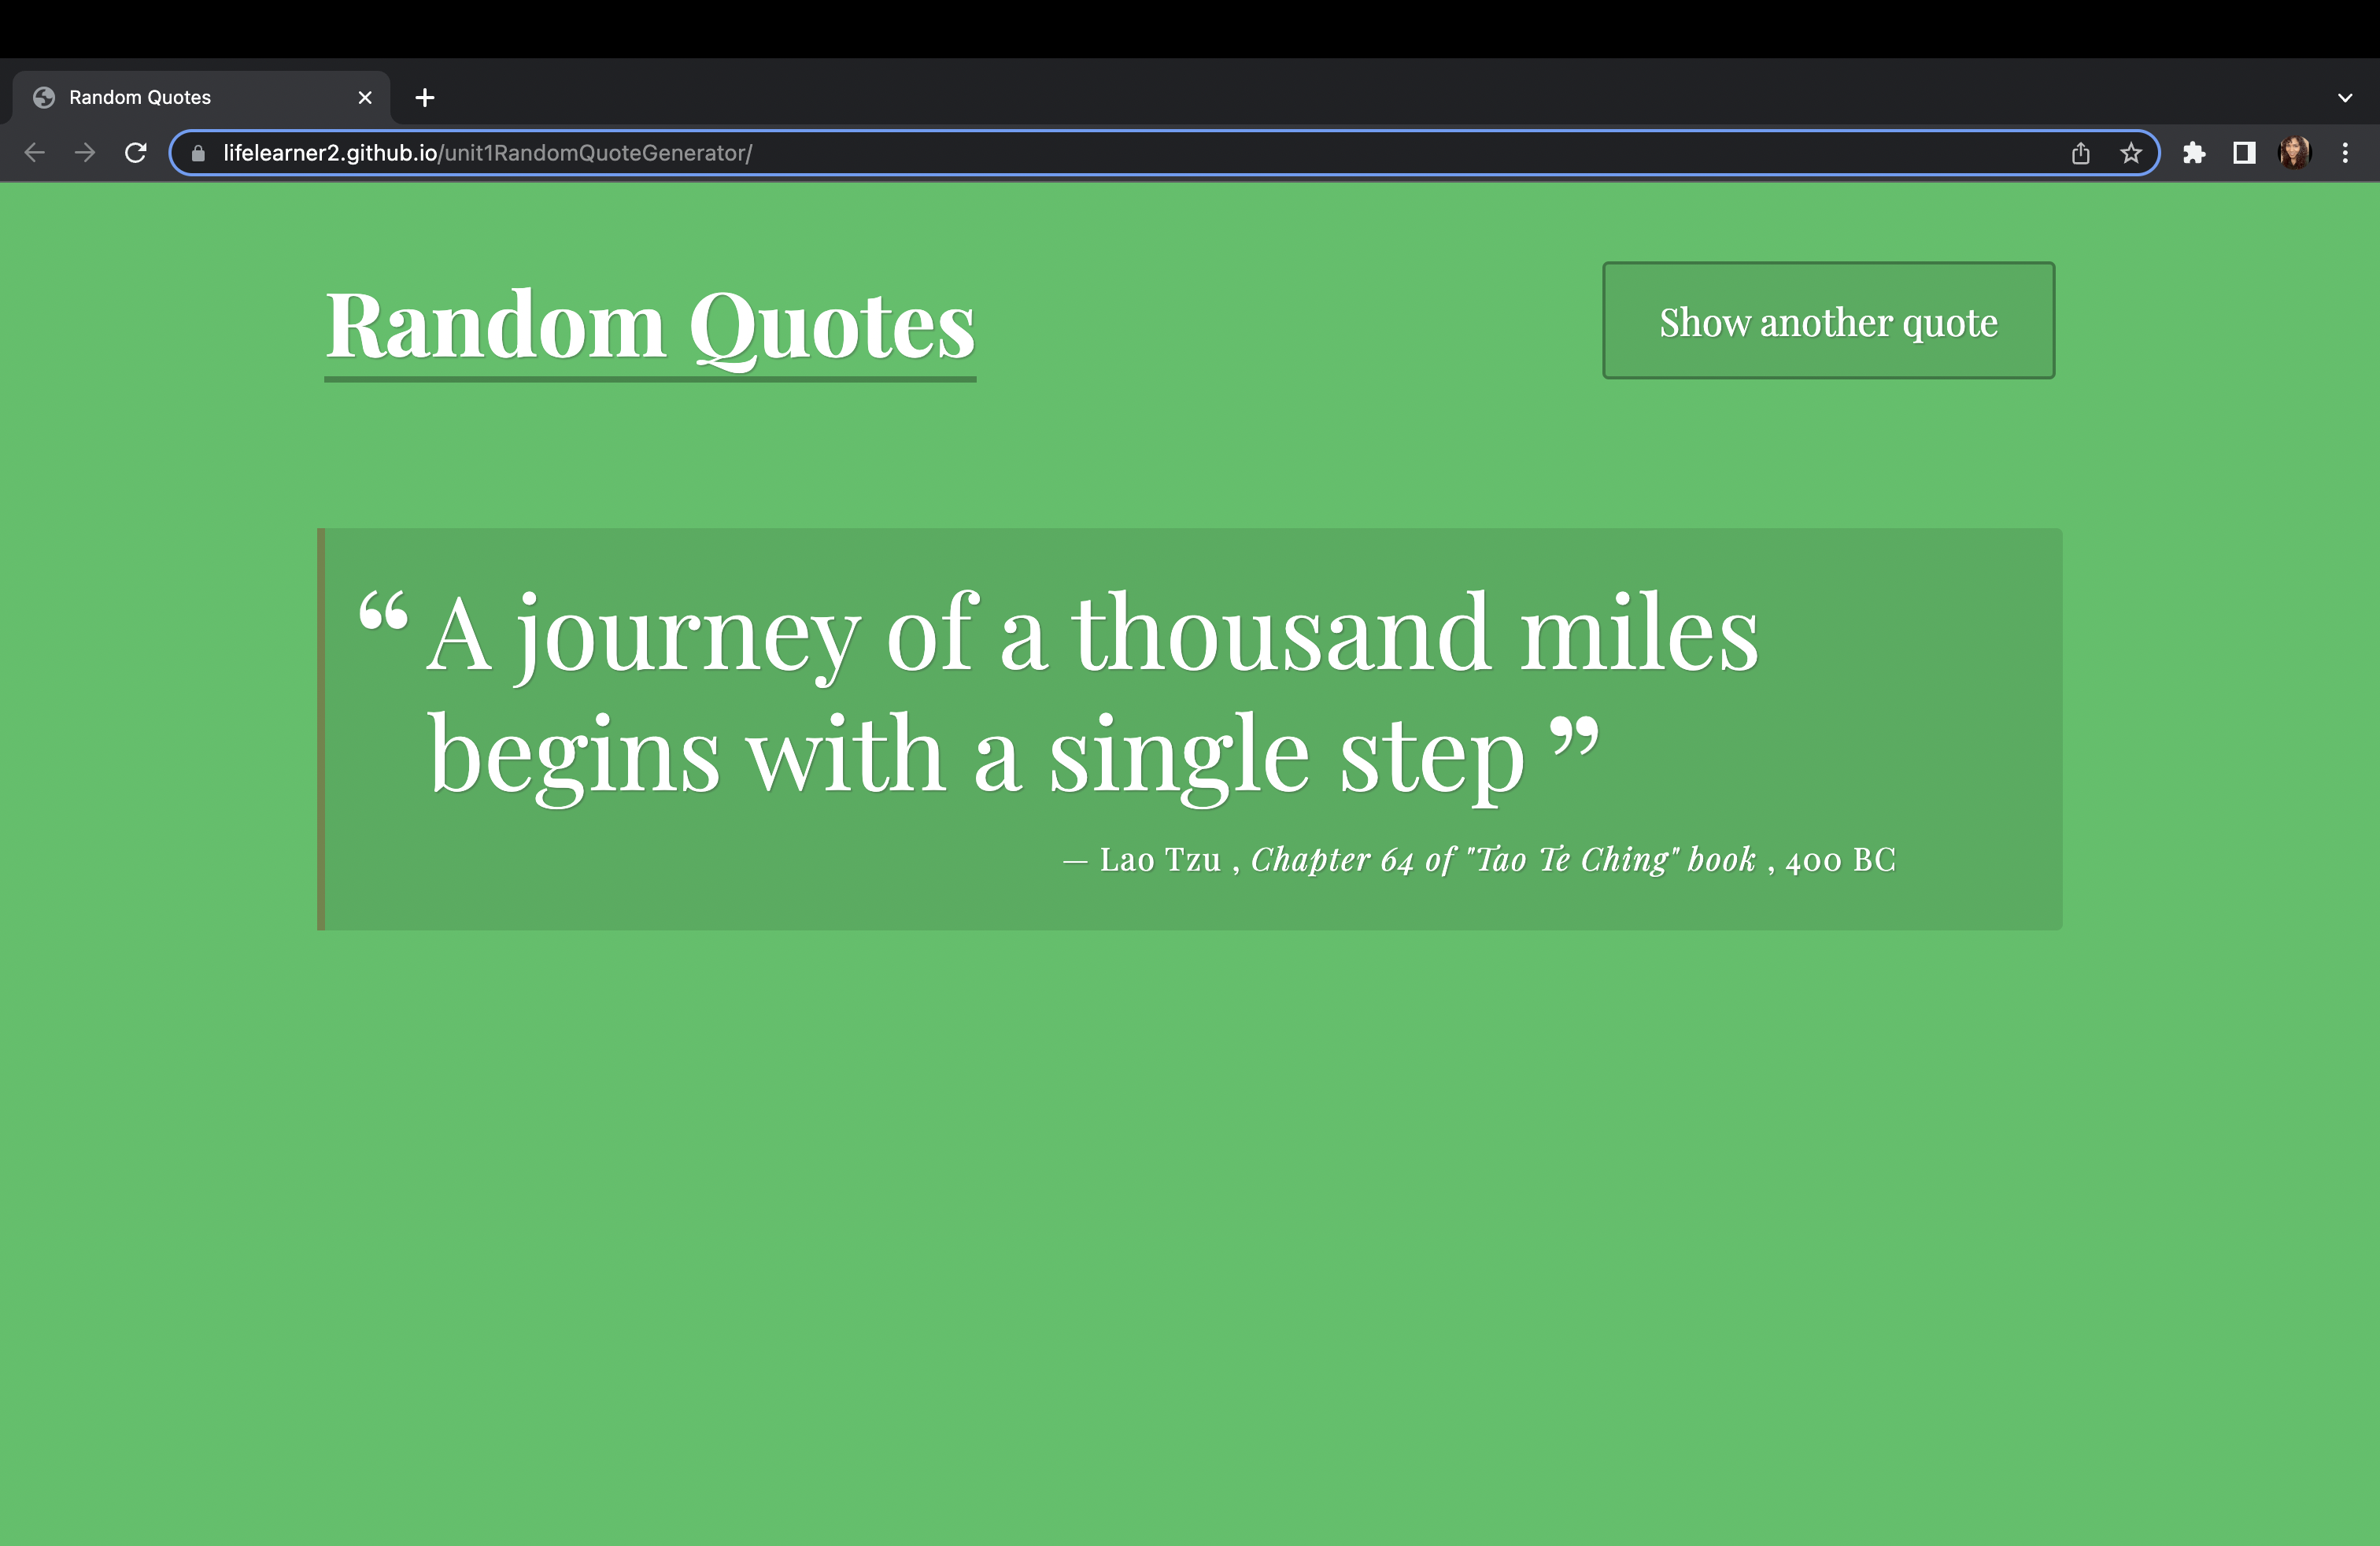 Random Quotes
lifelearner2.github.io/unit1RandomQuoteGenerator/
Random Quotes
Show another quote
“ A journey of a thousand miles
begins with a single step ”
— Lao Tzu , Chapter 64 of "Tao Te Ching" book , 400 BC